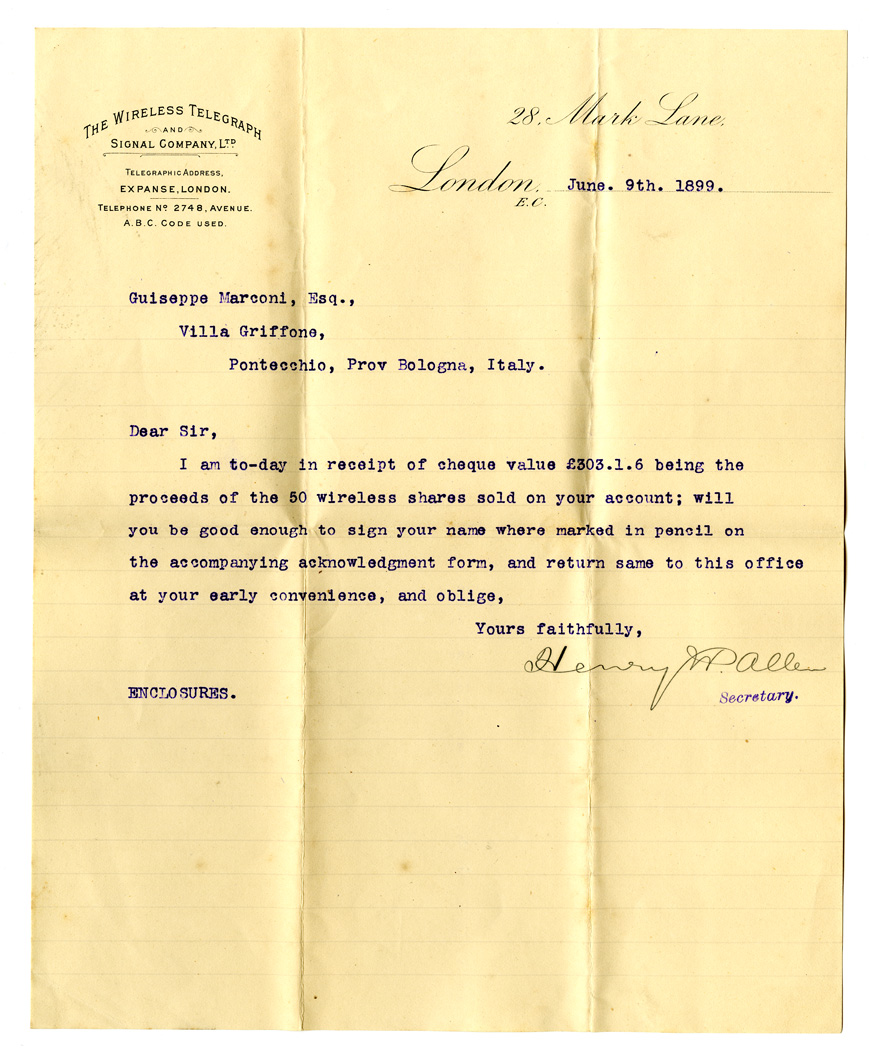 THE WIRELESS TELEGRAPH
AND
SIGNAL COMPANY, LTD
TELEGRAPHIC ADDRESS,
EXPANSE, LONDON.
TELEPHONE No 2748, AVENUE.
A.B.C. CODE USED.
28. Mark Lane.
London. June. 9th. 1899.
E.C.
Guiseppe Marconi, Esq.,
Villa Griffone,
Pontecchio, Prov Bologna, Italy.
Dear Sir,
I am to-day in receipt of cheque value £303.1.6 being the
proceeds of the 50 wireless shares sold on your account; will
you be good enough to sign your name where marked in pencil on
the accompanying acknowledgment form, and return same to this office
at your early convenience, and oblige,
Yours faithfully,
Henry W. Allen
Secretary.
ENCLOSURES.